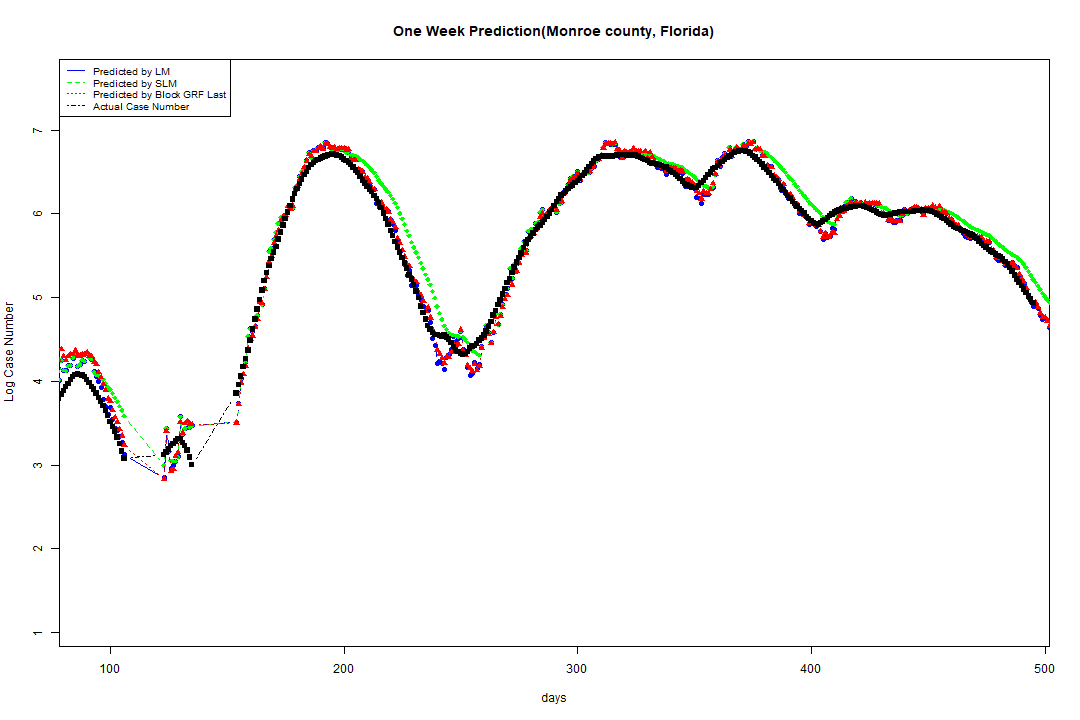 One Week Prediction(Monroe county, Florida)
Predicted by LM
Predicted by SLM
Predicted by Block GRF Last
Actual Case Number
7
6
5
4
3
2
1
Log Case Number
100 200 300 400 500
days